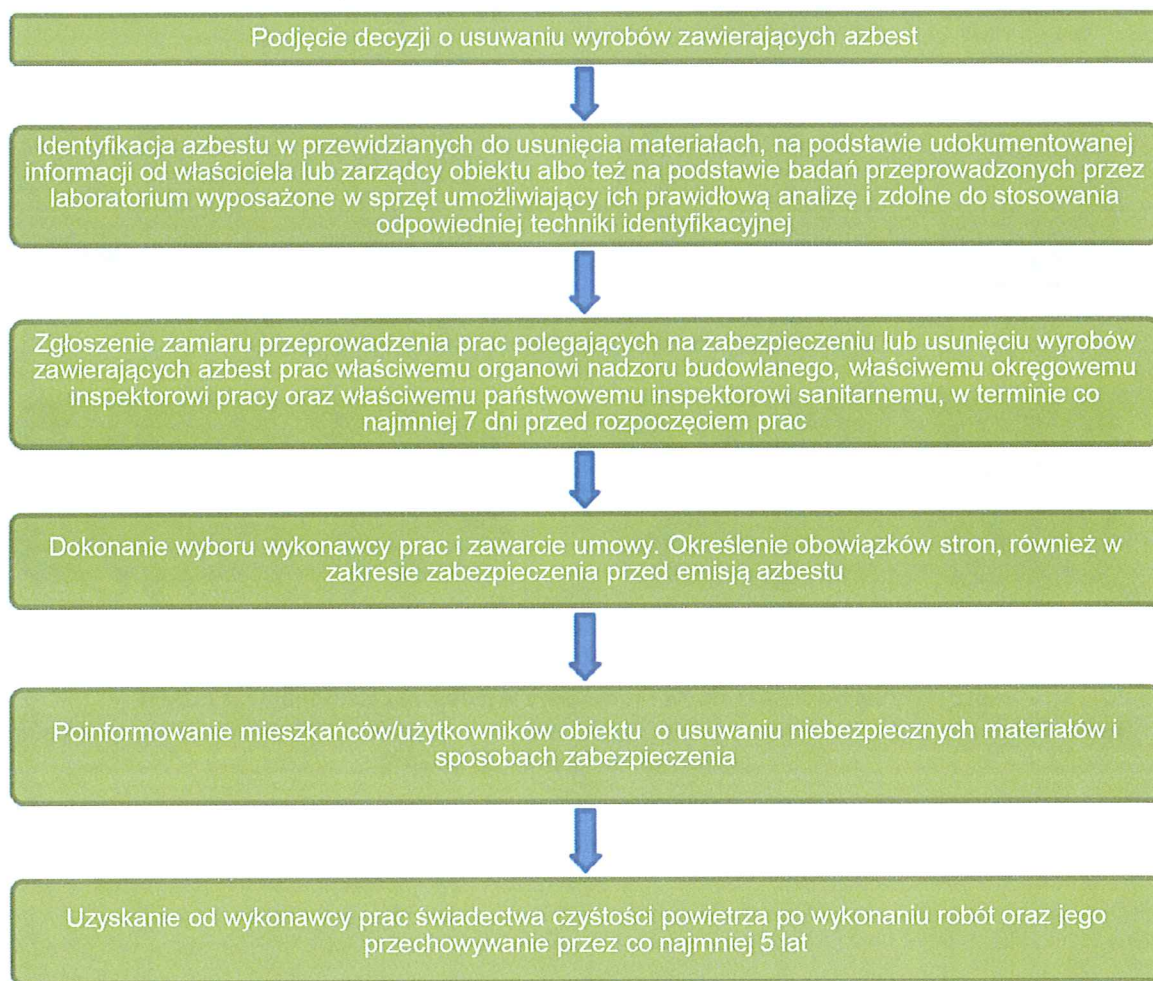 Podjęcie decyzji o usuwaniu wyrobów zawierających azbest
Identyfikacja azbestu w przewidzianych do usunięcia materiałach, na podstawie udokumentowanej
informacji od właściciela lub zarządcy obiektu albo też na podstawie badań przeprowadzonych przez
laboratorium wyposażone w sprzęt umożliwiający ich prawidłową analizę i zdolne do stosowania
odpowiedniej techniki identyfikacyjnej
Zgłoszenie zamiaru przeprowadzenia prac polegających na zabezpieczeniu lub usunięciu wyrobów
zawierających azbest prac właściwemu organowi nadzoru budowlanego, właściwemu okręgowemu
inspektorowi pracy oraz właściwemu państwowemu inspektorowi sanitarnemu, w terminie co
najmniej 7 dni przed rozpoczęciem prac
Dokonanie wyboru wykonawcy prac i zawarcie umowy. Określenie obowiązków stron, również w
zakresie zabezpieczenia przed emisją azbestu
Poinformowanie mieszkańców/użytkowników obiektu o usuwaniu niebezpiecznych materiałów i
sposobach zabezpieczenia
Uzyskanie od wykonawcy prac świadectwa czyśtości powietrza po wykonaniu robót oraz jego
przechowywanie przez co najmniej 5 lat